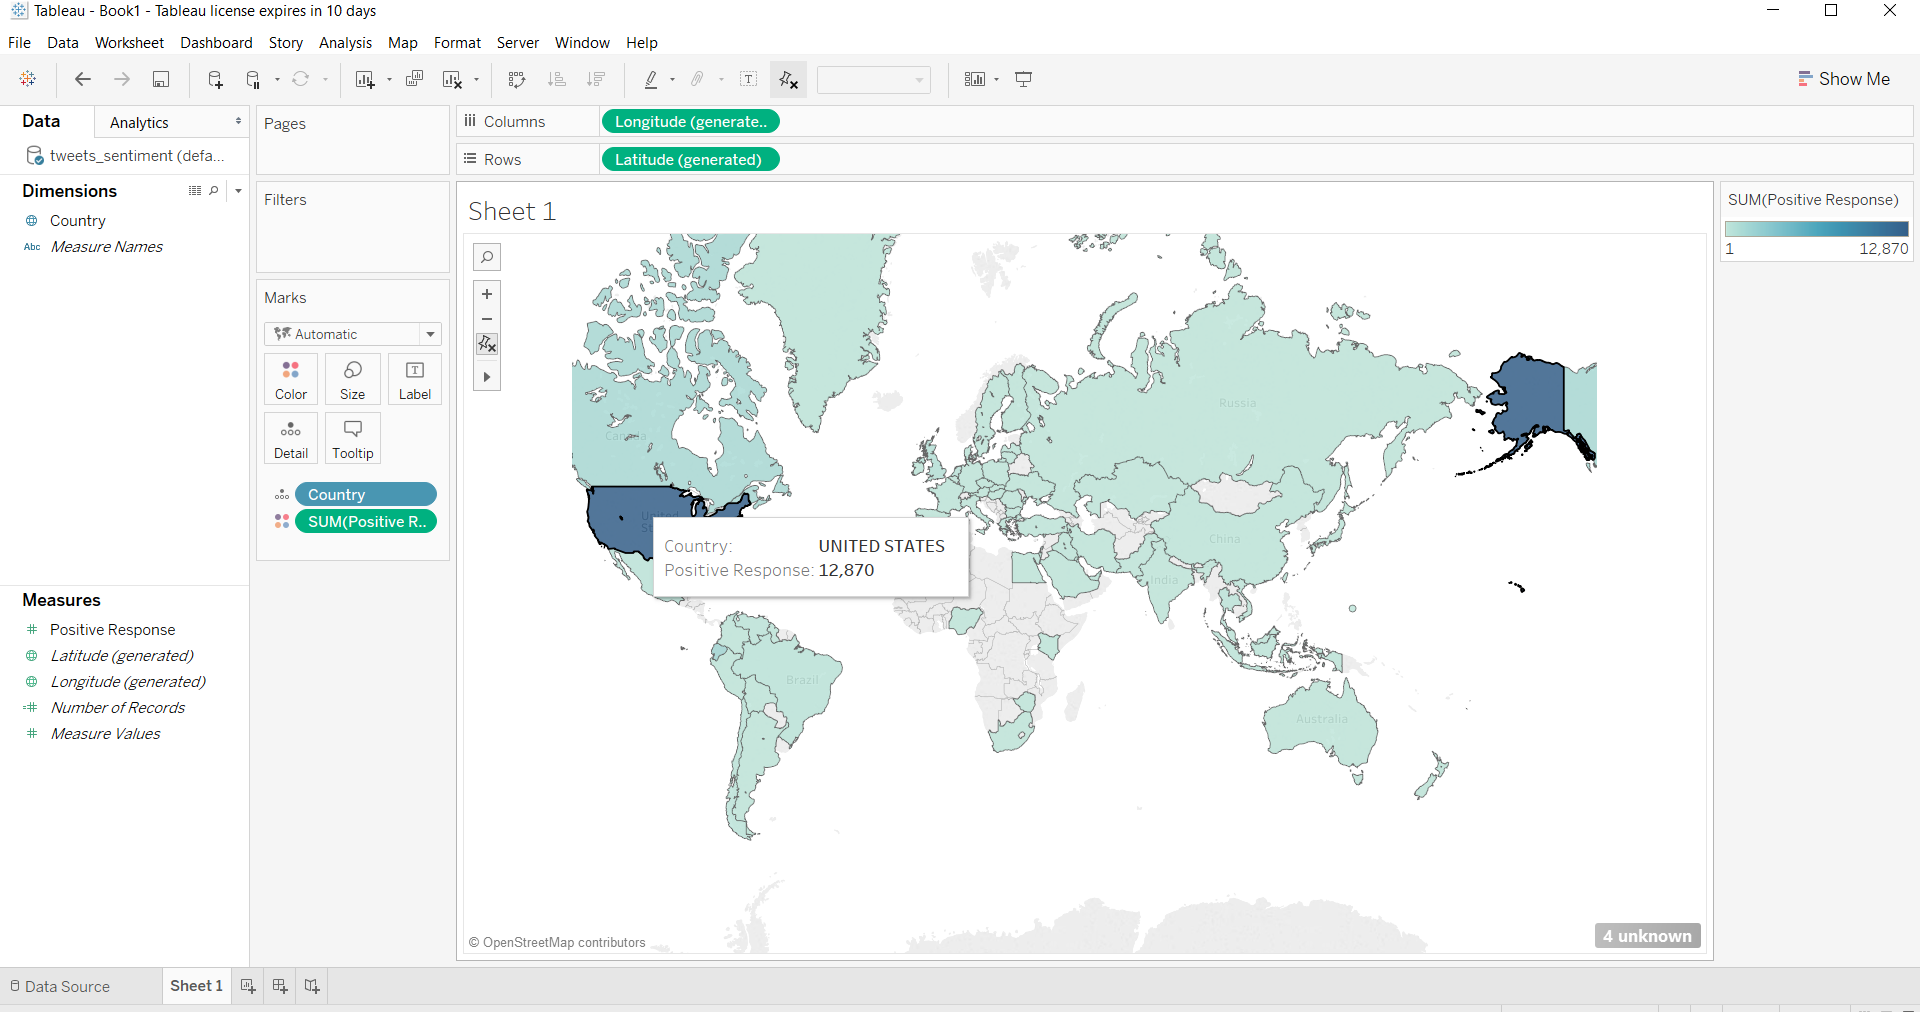 Tableau - Book1 - Tableau license expires in 10 days
File Data Worksheet Dashboard Story Analysis Map Format Server Window Help
Show Me
Data
Analytics
tweets_sentiment (defa...
Dimensions
Country
Abc Measure Names
Measures
Positive Response
Latitude (generated)
Longitude (generated)
Number of Records
Measure Values
Pages
Filters
Marks
Automatic
Color Size Label
Detail Tooltip
Country
SUM(Positive R..
Columns Longitude (generate..
Rows Latitude (generated)
Sheet 1
Canada
Russia
United
China
India
Brazil
Australia
Country: UNITED STATES
Positive Response: 12,870
© OpenStreetMap contributors
4 unknown
SUM(Positive Response)
1 12,870
Data Source Sheet 1